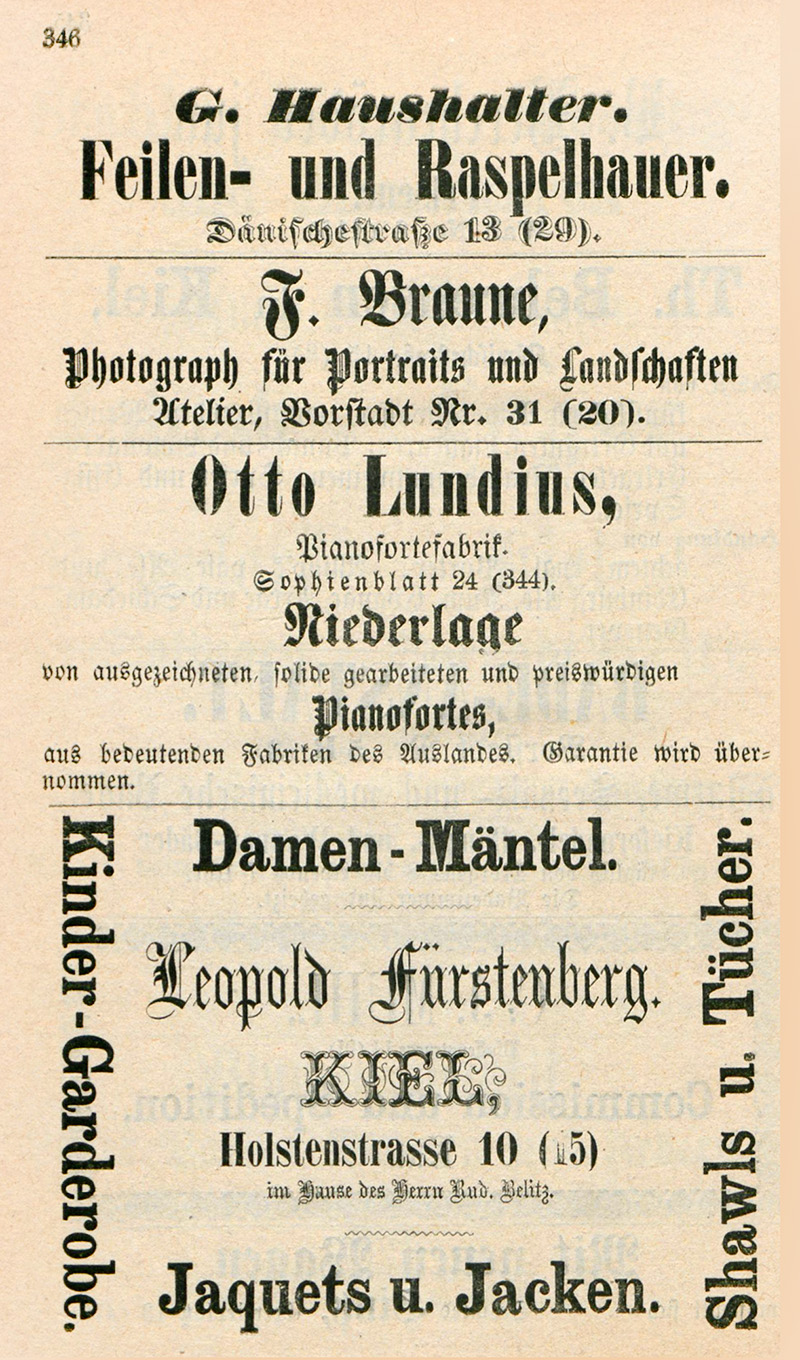 346
G. Haushalter.
Feilen- und Raspelhauer.
Dänischestraße 13 (29).
F. Braune,
Photograph für Portraits und Landschaften
Atelier, Vorstadt Nr. 31 (20).
Otto Lundius,
Pianofortefabrik.
Sophienblatt 24 (344).
Niederlage
von ausgezeichneten, solide gearbeiteten und preiswürdigen
Pianofortes,
aus bedeutenden Fabriken des Auslandes. Garantie wird über-
nommen.
Kinder-Garderobe.
Damen-Mäntel.
Leopold Fürstenberg.
KIEL,
Holstenstrasse 10 (15)
im Hause des Herrn Rud. Belitz.
Jaquets u. Jacken.
Shawls u. Tücher.